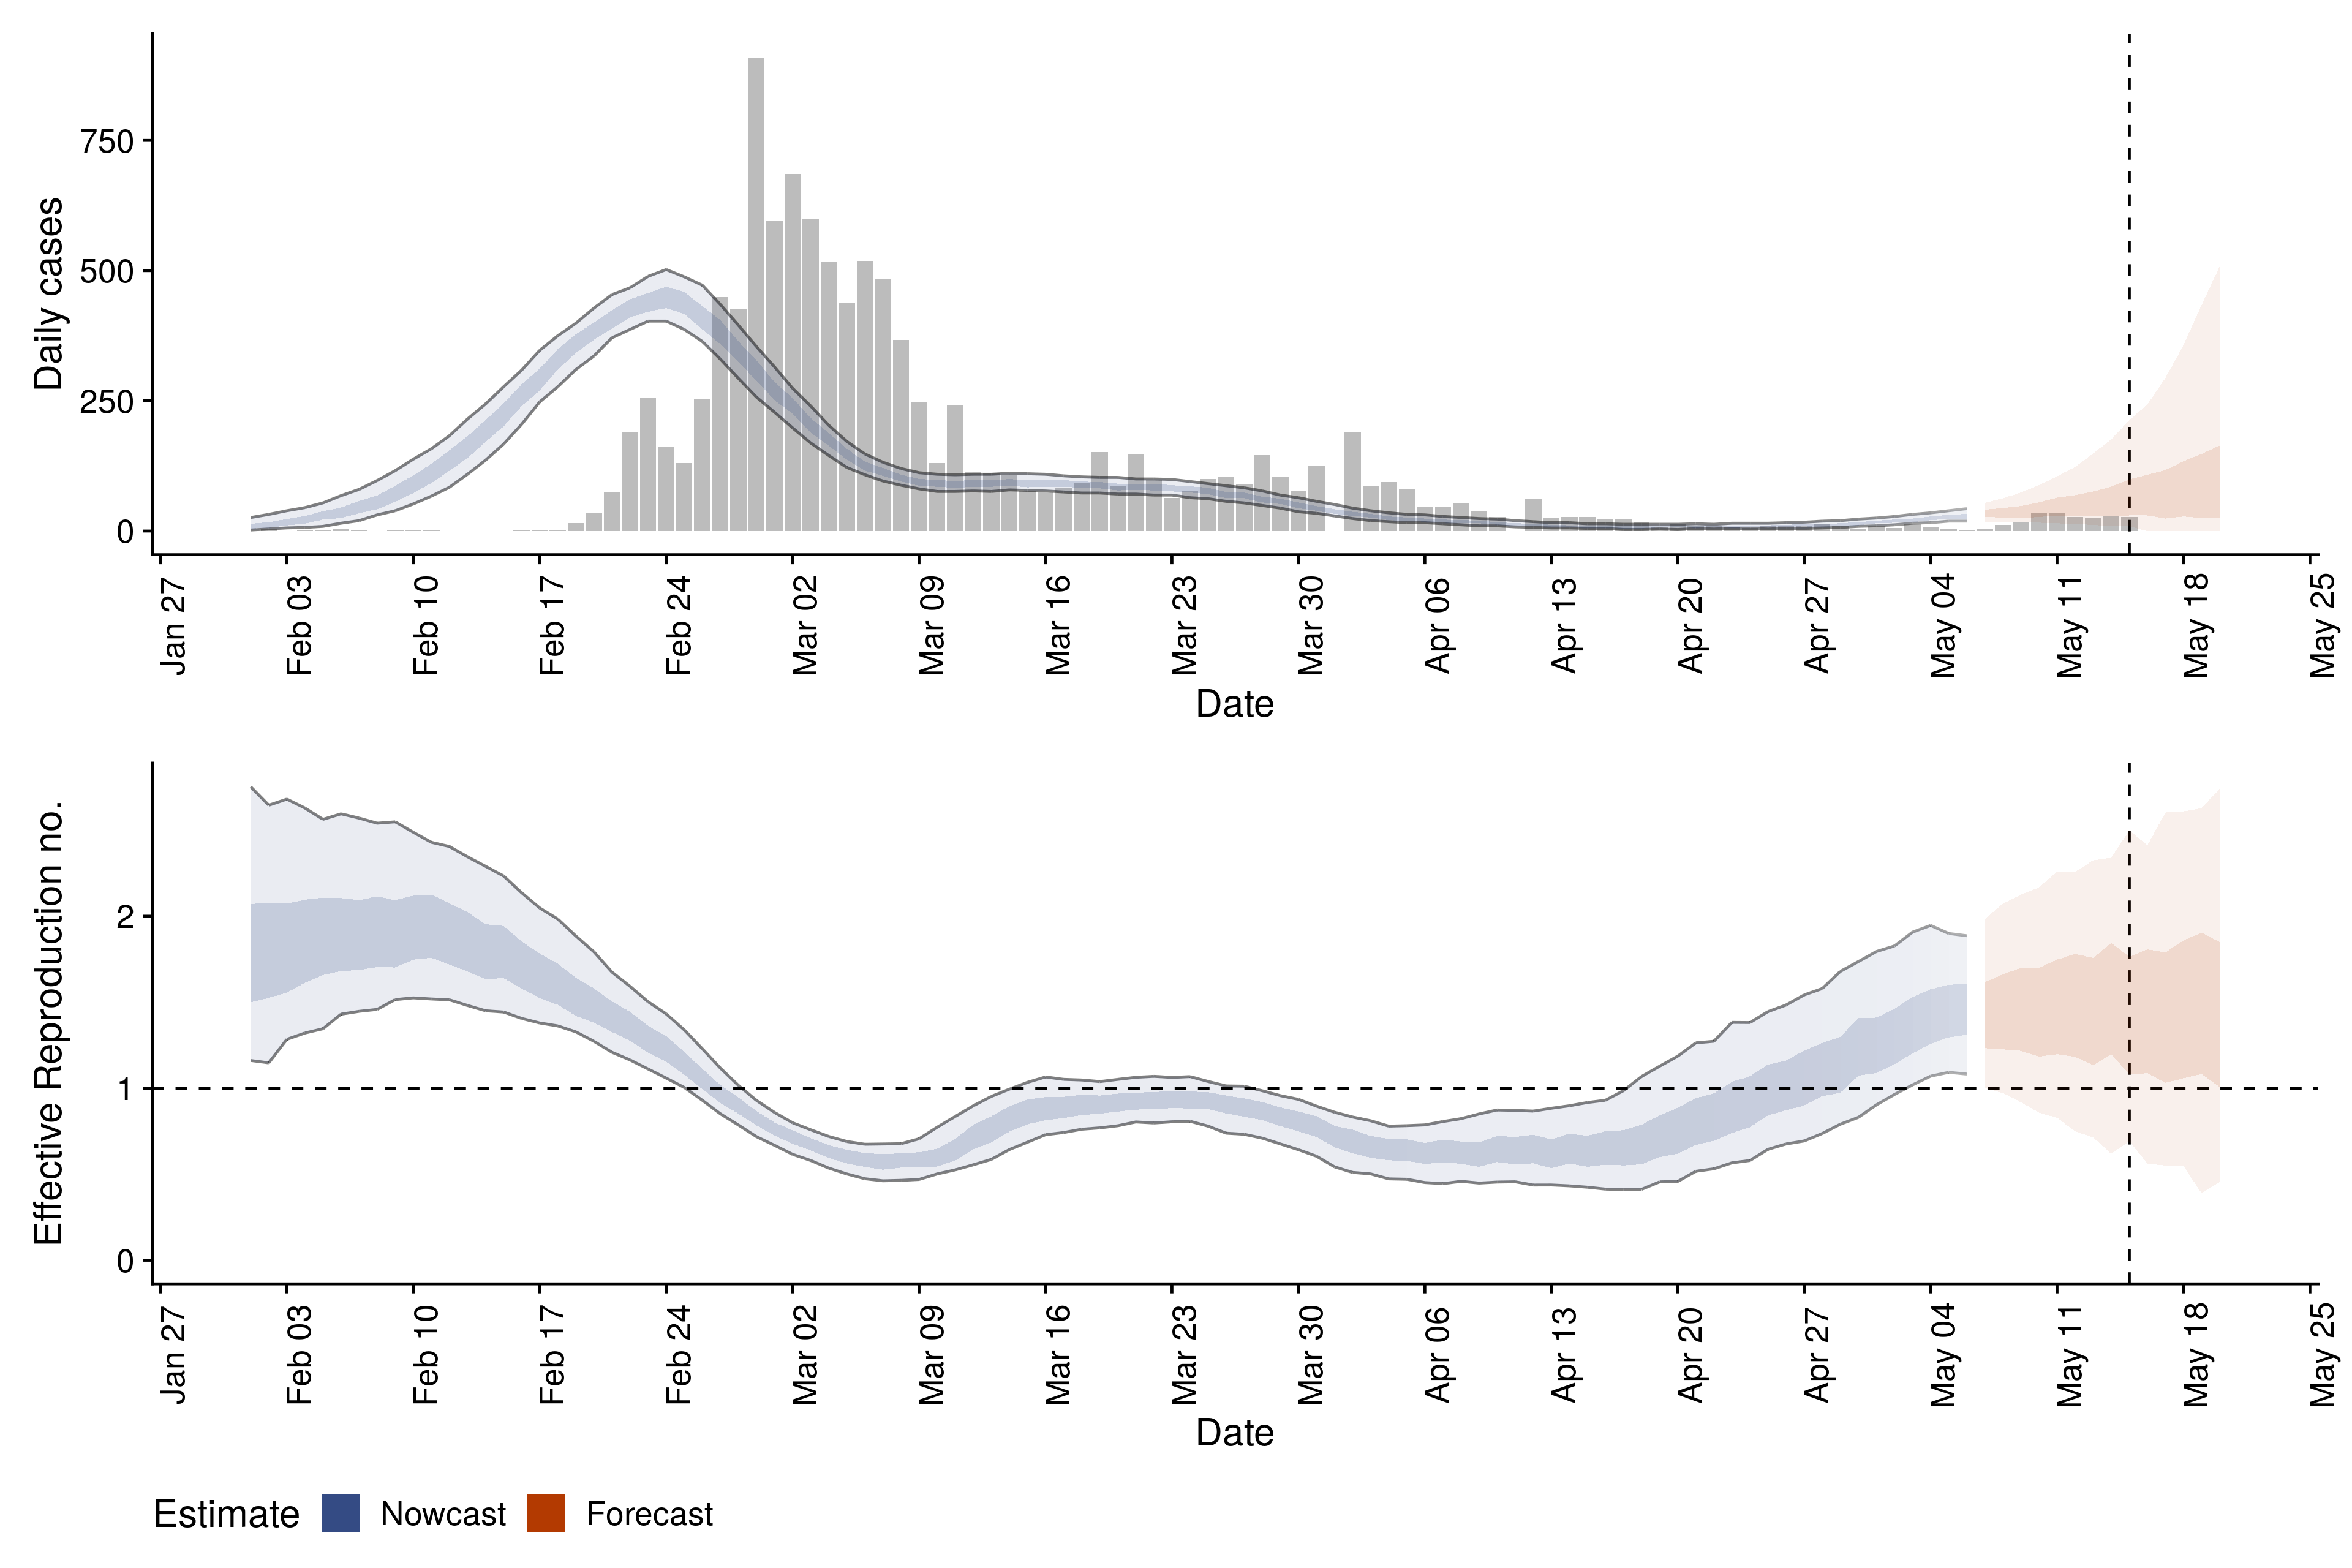 Daily cases
750
500
250
0
Jan 27
Feb 03
Feb 10
Feb 17
Feb 24
Mar 02
Mar 09
Mar 16
Mar 23
Mar 30
Apr 06
Apr 13
Apr 20
Apr 27
May 04
May 11
May 18
May 25
Date
Effective Reproduction no.
2
1
0
Jan 27
Feb 03
Feb 10
Feb 17
Feb 24
Mar 02
Mar 09
Mar 16
Mar 23
Mar 30
Apr 06
Apr 13
Apr 20
Apr 27
May 04
May 11
May 18
May 25
Date
Estimate Nowcast Forecast